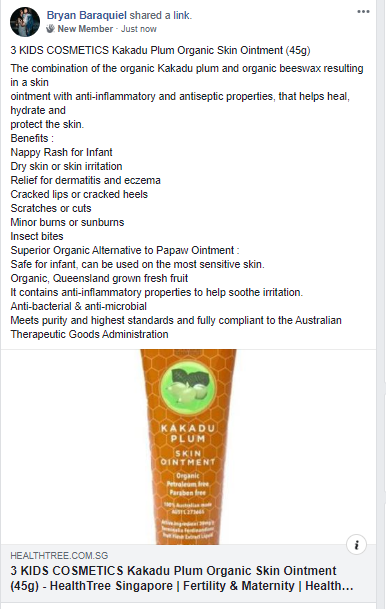 Bryan Baraquiel shared a link.
New Member · Just now
3 KIDS COSMETICS Kakadu Plum Organic Skin Ointment (45g)
The combination of the organic Kakadu plum and organic beeswax resulting
in a skin
ointment with anti-inflammatory and antiseptic properties, that helps heal,
hydrate and
protect the skin.
Benefits :
Nappy Rash for Infant
Dry skin or skin irritation
Relief for dermatitis and eczema
Cracked lips or cracked heels
Scratches or cuts
Minor burns or sunburns
Insect bites
Superior Organic Alternative to Papaw Ointment :
Safe for infant, can be used on the most sensitive skin.
Organic, Queensland grown fresh fruit
It contains anti-inflammatory properties to help soothe irritation.
Anti-bacterial & anti-microbial
Meets purity and highest standards and fully compliant to the Australian
Therapeutic Goods Administration
KAKADU
PLUM
SKIN
OINTMENT
Organic
Petroleum free
Paraben free
100% Australian made
HEALTHTREE.COM.SG
3 KIDS COSMETICS Kakadu Plum Organic Skin Ointment
(45g) - HealthTree Singapore | Fertility & Maternity | Health...